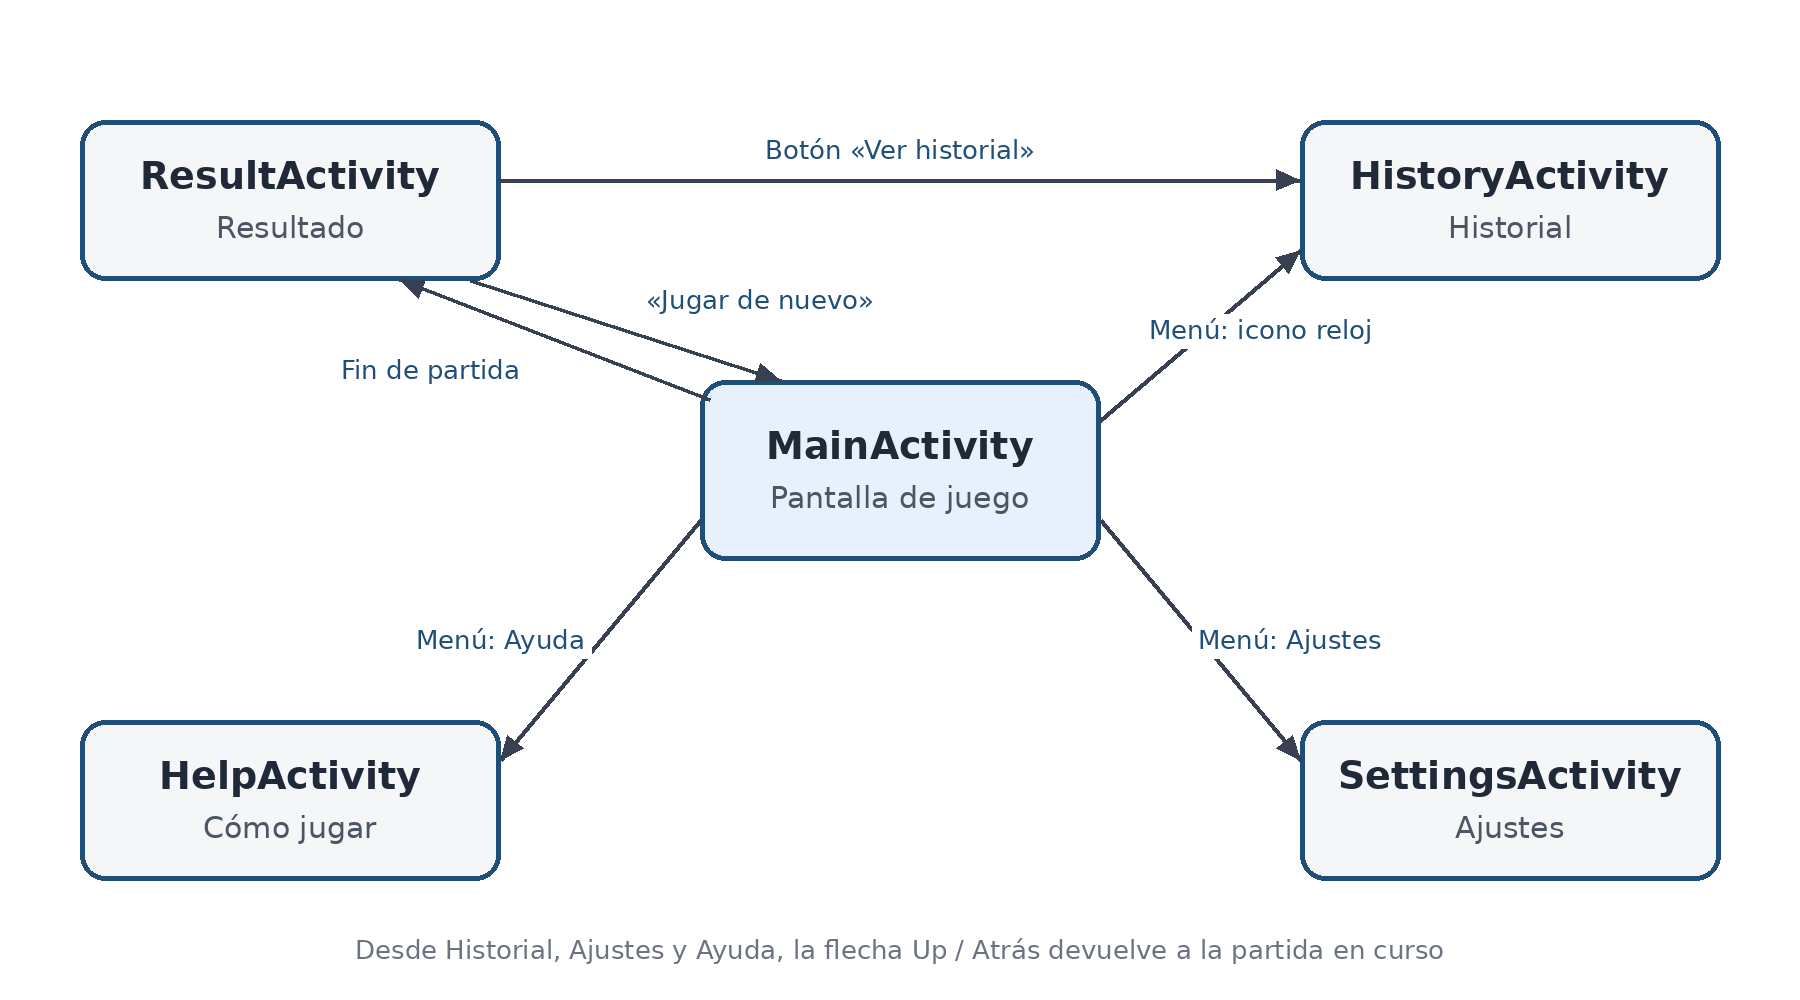 Botón «Ver historial»
ResultActivity
Resultado
HistoryActivity
Historial
«Jugar de nuevo»
Menú: icono reloj
Fin de partida
MainActivity
Pantalla de juego
Menú: Ayuda
Menú: Ajustes
HelpActivity
Cómo jugar
SettingsActivity
Ajustes
Desde Historial, Ajustes y Ayuda, la flecha Up / Atrás devuelve a la partida en curso